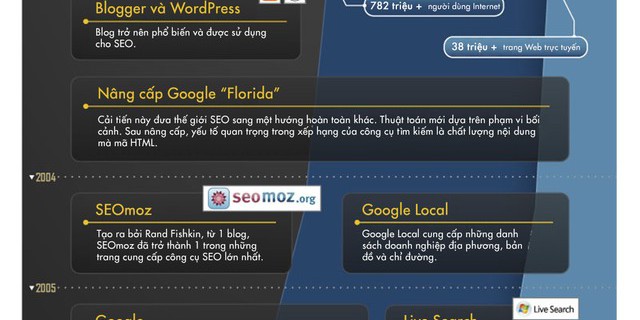 Blogger và WordPress
Blog trở nên phổ biến và được sử dụng
cho SEO.
782 triệu + người dùng Internet
38 triệu + trang Web trực tuyến
Nâng cấp Google “Florida”
Cải tiến này đưa thế giới SEO sang một hướng hoàn toàn khác. Thuật toán mới dựa trên phạm vi bối
cảnh. Sau nâng cấp, yếu tố quan trọng trong xếp hạng của công cụ tìm kiếm là chất lượng nội dung
mà mã HTML.
2004
seomoz.org
SEOmoz
Tạo ra bởi Rand Fishkin, từ 1 blog,
SEOmoz đã trở thành 1 trong những
trang cung cấp công cụ SEO lớn nhất.
Google Local
Google Local cung cấp những danh
sách doanh nghiệp địa phương, bản
đồ và chỉ đường.
2005
Live Search
Google
Live Search